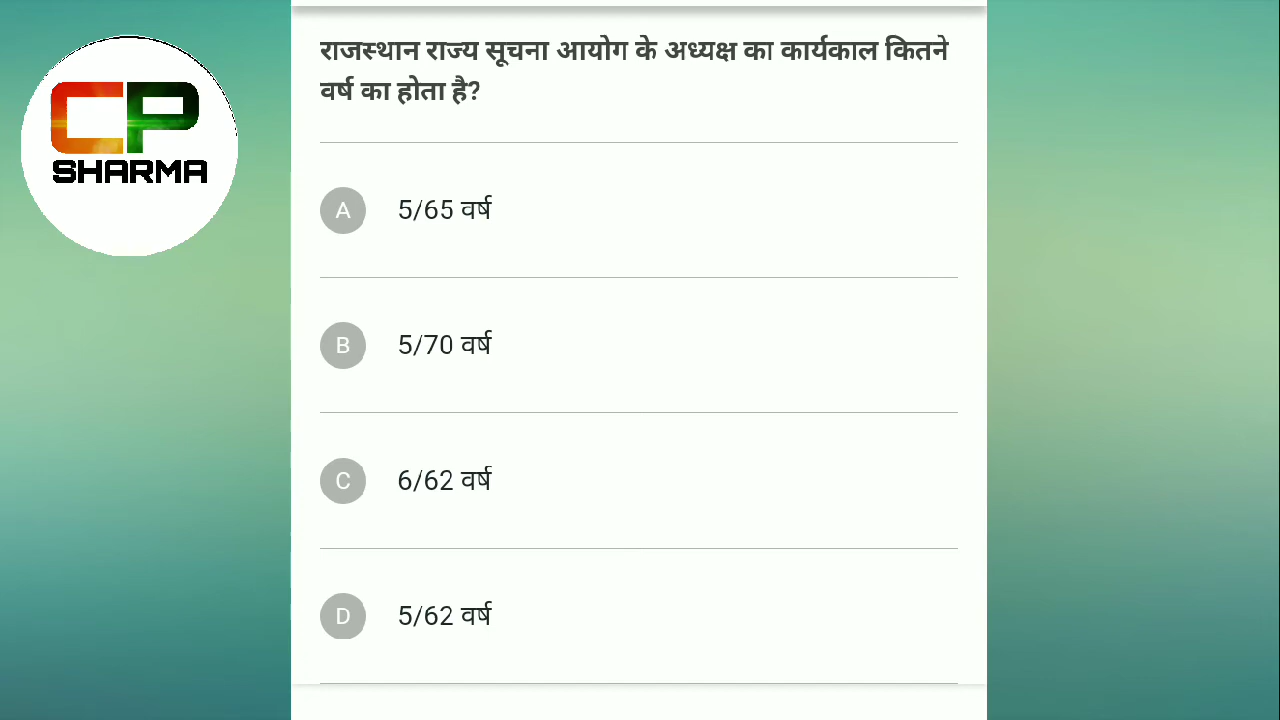 CP
SHARMA
राजस्थान राज्य सूचना आयोग के अध्यक्ष का कार्यकाल कितने
वर्ष का होता है?
A 5/65 वर्ष
B 5/70 वर्ष
C 6/62 वर्ष
D 5/62 वर्ष